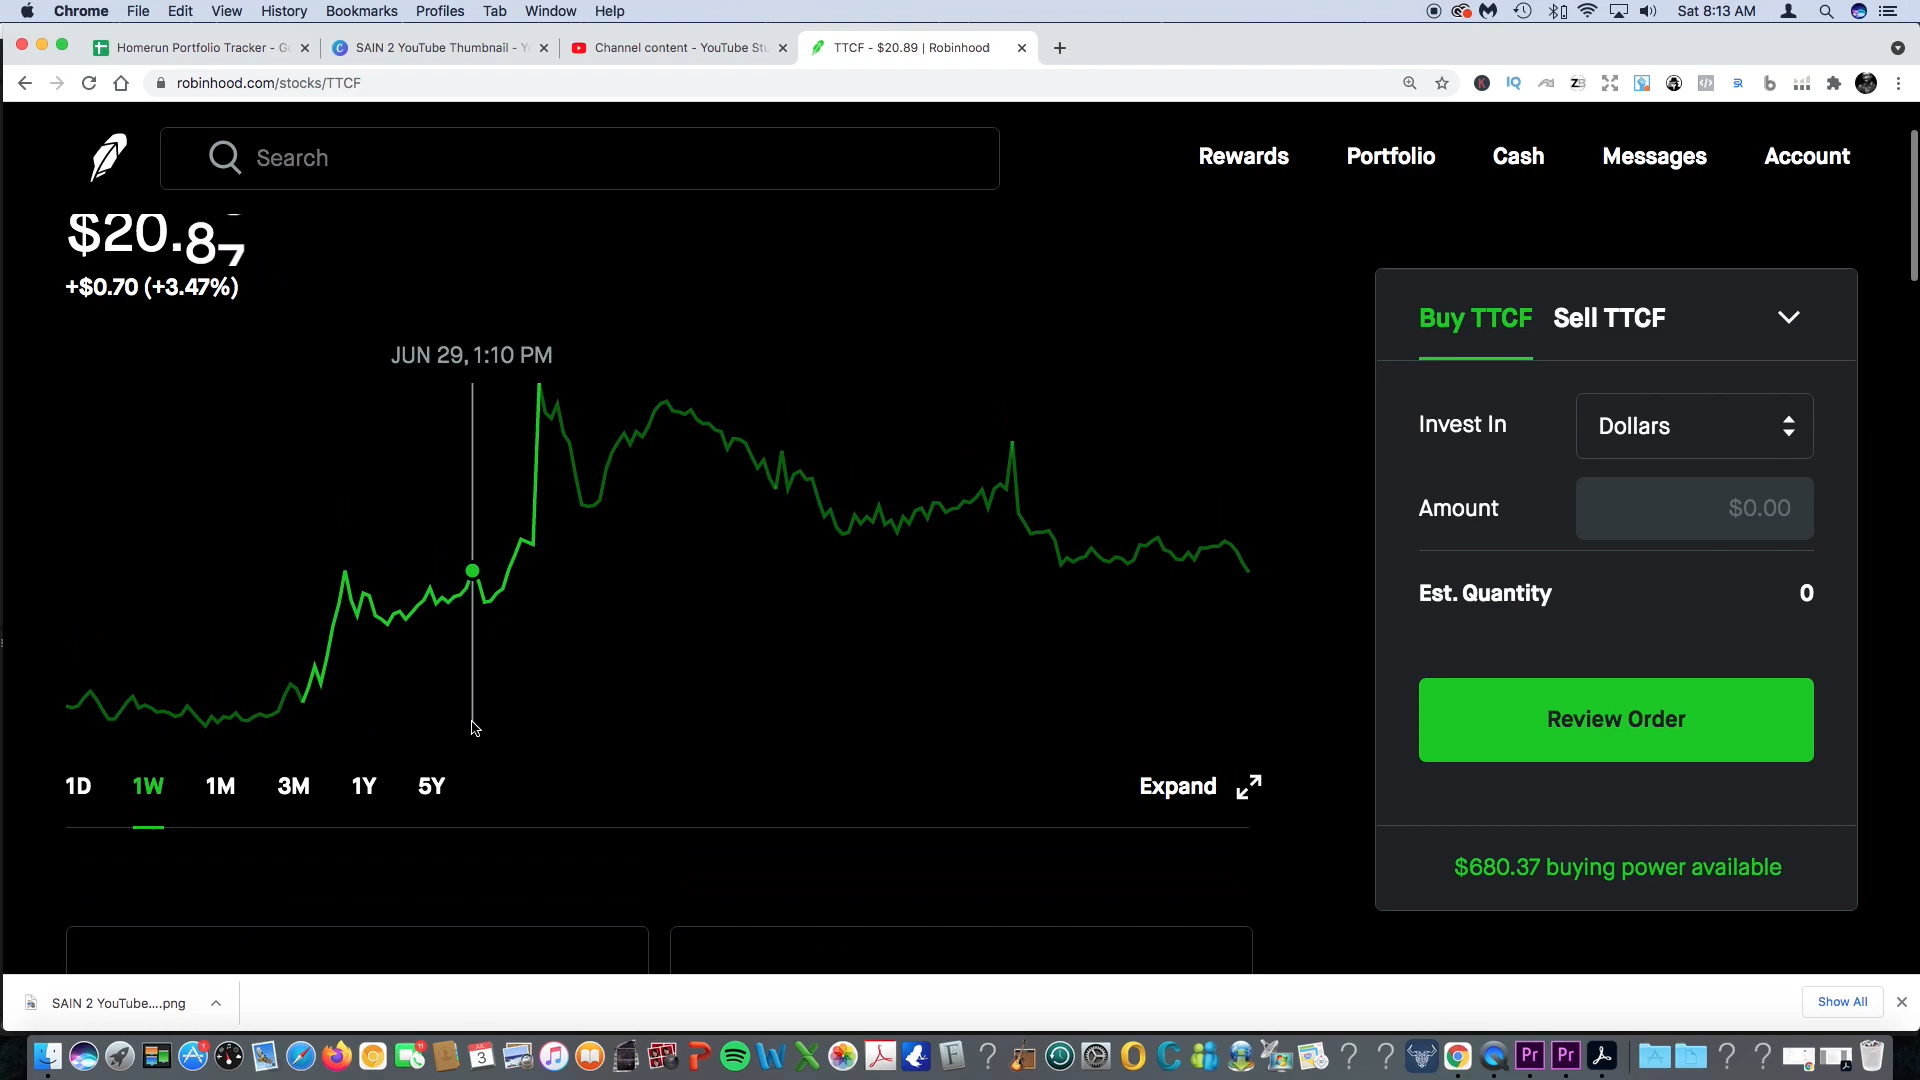 Chrome File Edit View History Bookmarks Profiles Tab Window Help Sat 8:13 AM
Homerun Portfolio Tracker - Go SAIN 2 YouTube Thumbnail - Y Channel content - YouTube Stu TTCF - $20.89 | Robinhood
robinhood.com/stocks/TTCF
Search
Rewards Portfolio Cash Messages Account
+$0.70 (+3.47%)
JUN 29, 1:10 PM
Buy TTCF Sell TTCF
Invest In Dollars
Amount $0.00
Est. Quantity 0
Review Order
$680.37 buying power available
1D 1W 1M 3M 1Y 5Y Expand
SAIN 2 YouTube....png Show All